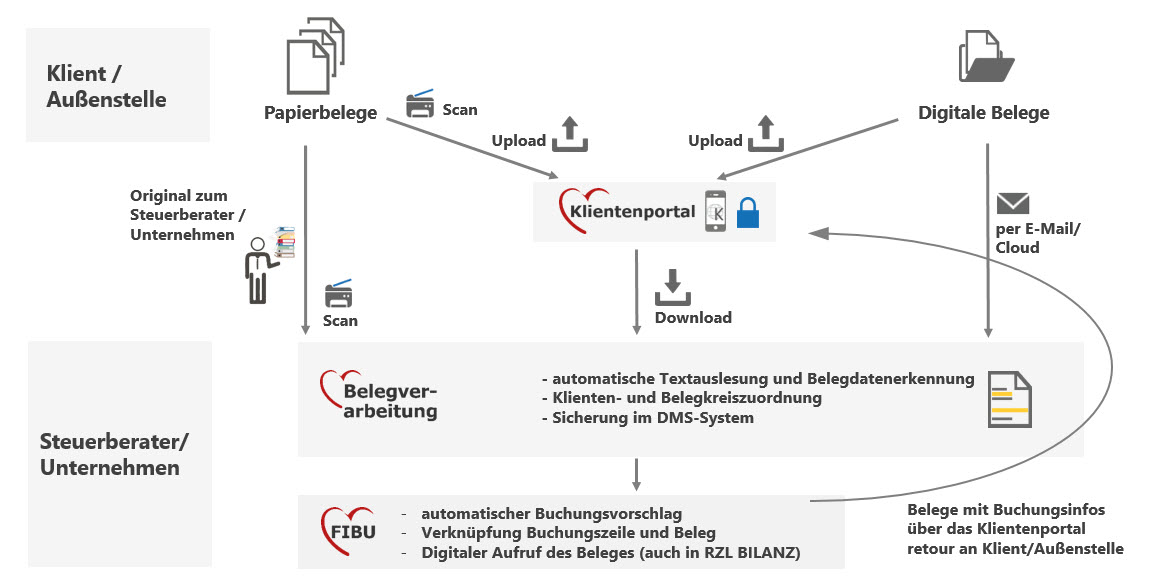 Klient /
Außenstelle
Papierbelege
Scan
Upload
Upload
Digitale Belege
Original zum
Steuerberater /
Unternehmen
Klientenportal
K
per E-Mail/
Cloud
Scan
Download
Steuerberater/
Unternehmen
Belegver-
arbeitung
- automatische Textauslesung und Belegdatenerkennung
- Klienten- und Belegkreiszuordnung
- Sicherung im DMS-System
FIBU
- automatischer Buchungsvorschlag
- Verknüpfung Buchungszeile und Beleg
- Digitaler Aufruf des Beleges (auch in RZL BILANZ)
Belege mit Buchungsinfos
über das Klientenportal
retour an Klient/Außenstelle